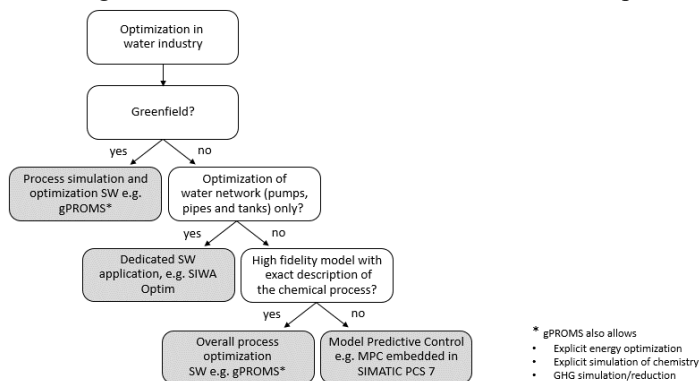 Optimization in
water industry
Greenfield?
yes
no
Process simulation and
optimization SW e.g.
gPROMS*
Optimization of
water network (pumps,
pipes and tanks) only?
yes
no
Dedicated SW
application, e.g. SIWA
Optim
High fidelity model with
exact description of
the chemical process?
yes
no
Overall process
optimization
SW e.g. gPROMS*
Model Predictive Control
e.g. MPC embedded in
SIMATIC PCS 7
* gPROMS also allows
• Explicit energy optimization
• Explicit simulation of chemistry
• GHG simulation/reduction